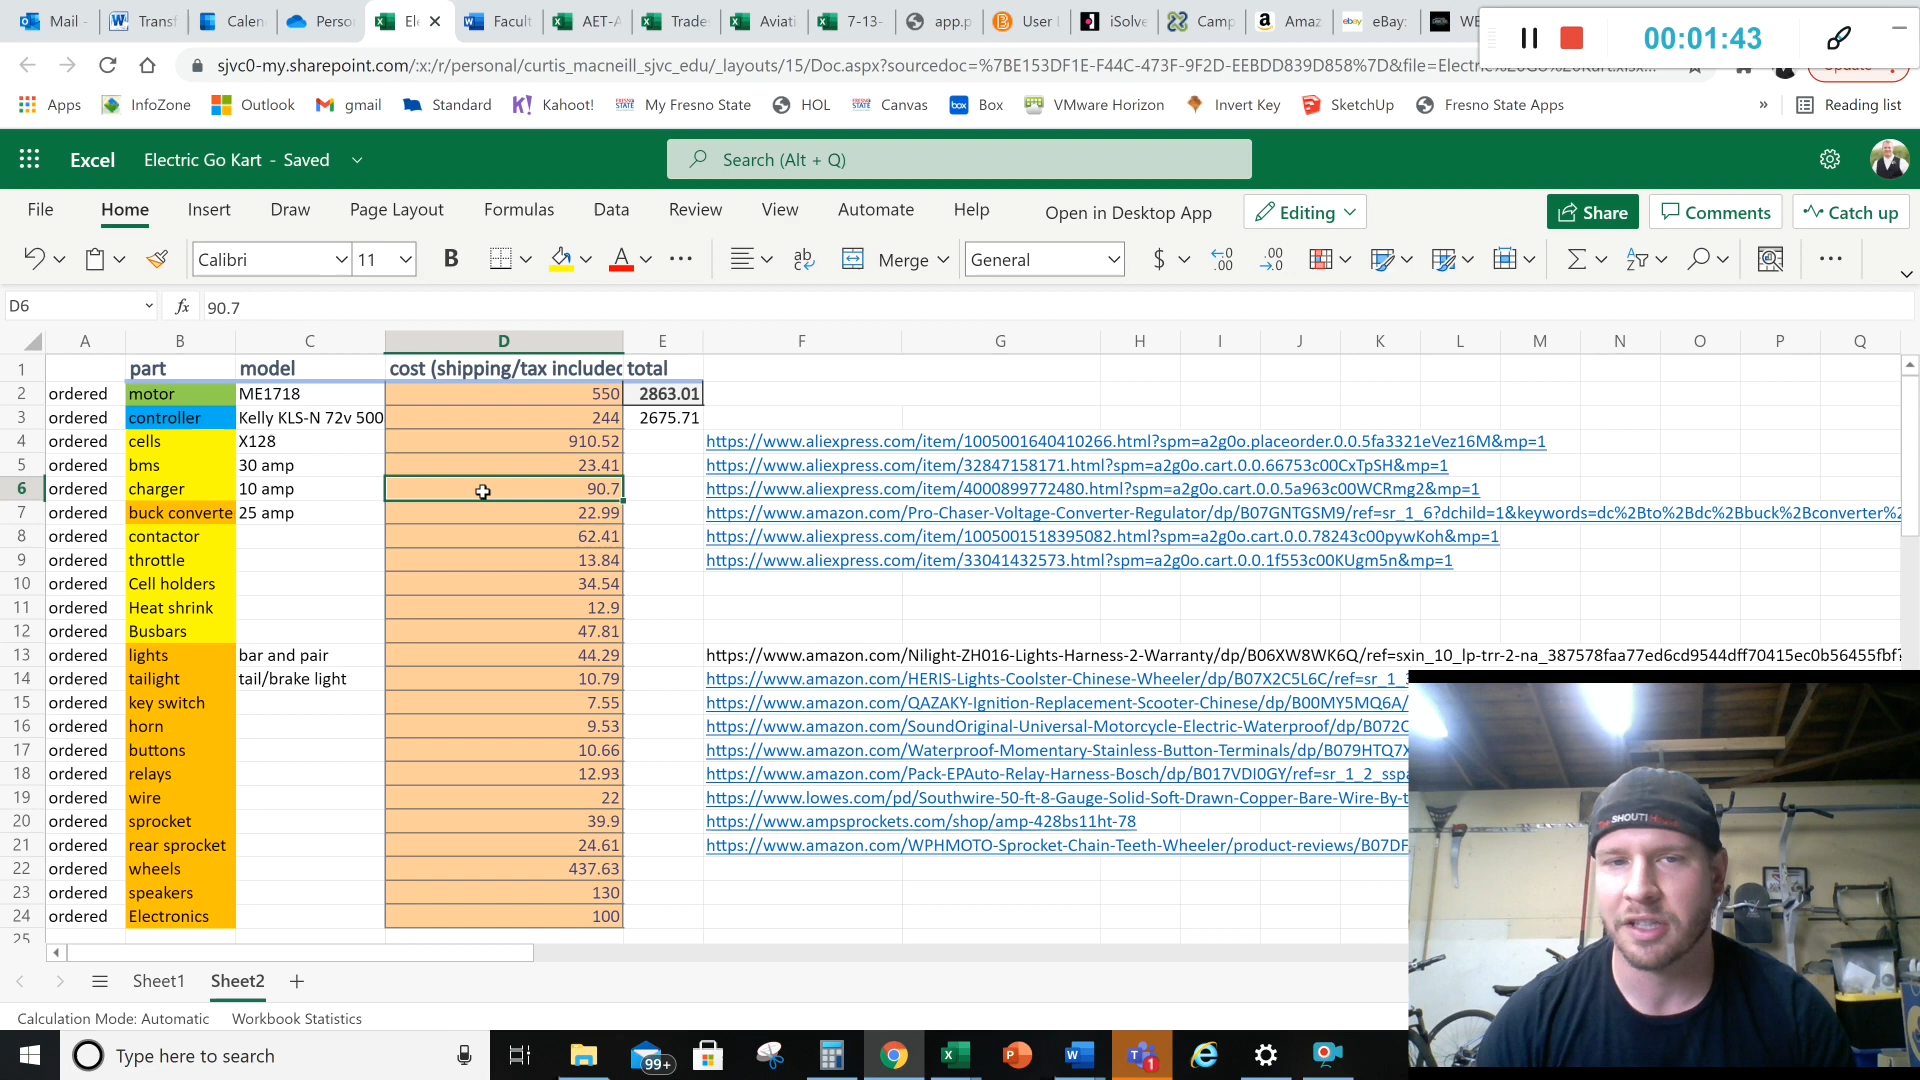 Mail -
Transf
Calen
Perso
Ele
Facult
AET-A
Trade
Aviati
7-13-
app.p
User
iSolve
Camp
Amaz
eBay:
WE
00:01:43
sjvc0-my.sharepoint.com/:x:/r/personal/curtis_macneill_sjvc_edu/_layouts/15/Doc.aspx?sourcedoc=%7BE153DF1E-F44C-473F-9F2D-EEBDD839D858%7D&file=Electric%20Go%20Kart.xlsx...
Apps InfoZone Outlook gmail Standard Kahoot! My Fresno State HOL Canvas Box VMware Horizon Invert Key SketchUp Fresno State Apps » Reading list
Excel Electric Go Kart - Saved Search (Alt + Q)
File Home Insert Draw Page Layout Formulas Data Review View Automate Help Open in Desktop App Editing Share Comments Catch up
Calibri 11 B A ab Merge General $ .00 .00
D6 fx 90.7
A B C D E F G H I J K L M N O P Q
1 part model cost (shipping/tax included total
2 ordered motor ME1718 550 2863.01
3 ordered controller Kelly KLS-N 72v 500 244 2675.71
4 ordered cells X128 910.52 https://www.aliexpress.com/item/1005001640410266.html?spm=a2g0o.placeorder.0.0.5fa3321eVez16M&mp=1
5 ordered bms 30 amp 23.41 https://www.aliexpress.com/item/32847158171.html?spm=a2g0o.cart.0.0.66753c00CxTpSH&mp=1
6 ordered charger 10 amp 90.7 https://www.aliexpress.com/item/4000899772480.html?spm=a2g0o.cart.0.0.5a963c00WCRmg2&mp=1
7 ordered buck converte 25 amp 22.99 https://www.amazon.com/Pro-Chaser-Voltage-Converter-Regulator/dp/B07GNTGSM9/ref=sr_1_6?dchild=1&keywords=dc%2Bto%2Bdc%2Bbuck%2Bconverter%2
8 ordered contactor 62.41 https://www.aliexpress.com/item/1005001518395082.html?spm=a2g0o.cart.0.0.78243c00pywKoh&mp=1
9 ordered throttle 13.84 https://www.aliexpress.com/item/33041432573.html?spm=a2g0o.cart.0.0.1f553c00KUgm5n&mp=1
10 ordered Cell holders 34.54
11 ordered Heat shrink 12.9
12 ordered Busbars 47.81
13 ordered lights bar and pair 44.29 https://www.amazon.com/Nilight-ZH016-Lights-Harness-2-Warranty/dp/B06XW8WK6Q/ref=sxin_10_lp-trr-2-na_387578faa77ed6cd9544dff70415ec0b56455fbf?
14 ordered tailight tail/brake light 10.79 https://www.amazon.com/HERIS-Lights-Coolster-Chinese-Wheeler/dp/B07X2C5L6C/ref=sr_1_3
15 ordered key switch 7.55 https://www.amazon.com/QAZAKY-Ignition-Replacement-Scooter-Chinese/dp/B00MY5MQ6A/
16 ordered horn 9.53 https://www.amazon.com/SoundOriginal-Universal-Motorcycle-Electric-Waterproof/dp/B072C
17 ordered buttons 10.66 https://www.amazon.com/Waterproof-Momentary-Stainless-Button-Terminals/dp/B079HTQ7X
18 ordered relays 12.93 https://www.amazon.com/Pack-EPAuto-Relay-Harness-Bosch/dp/B017VDI0GY/ref=sr_1_2_sspa
19 ordered wire 22 https://www.lowes.com/pd/Southwire-50-ft-8-Gauge-Solid-Soft-Drawn-Copper-Bare-Wire-By-t
20 ordered sprocket 39.9 https://www.ampsprockets.com/shop/amp-428bs11ht-78
21 ordered rear sprocket 24.61 https://www.amazon.com/WPHMOTO-Sprocket-Chain-Teeth-Wheeler/product-reviews/B07DF
22 ordered wheels 437.63
23 ordered speakers 130
24 ordered Electronics 100
25
SHOUT!
Sheet1 Sheet2
Calculation Mode: Automatic Workbook Statistics
Type here to search 99+ 1